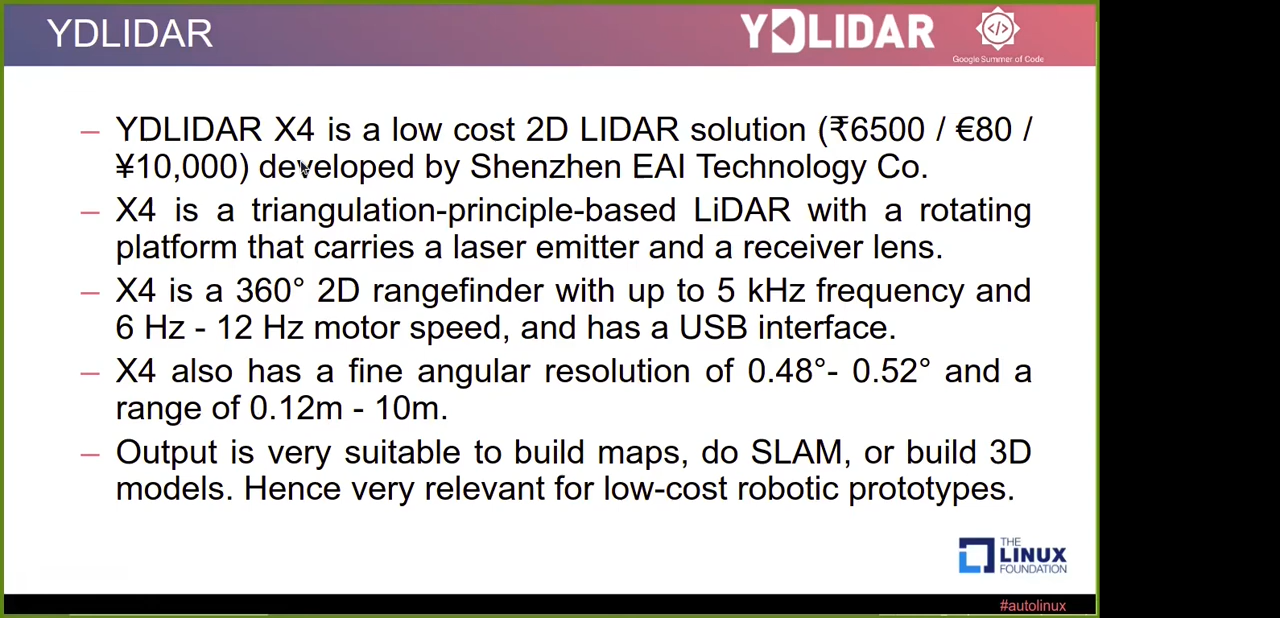 YDLIDAR
YDLIDAR
Google Summer of Code
– YDLIDAR X4 is a low cost 2D LIDAR solution (₹6500 / €80 /
¥10,000) developed by Shenzhen EAI Technology Co.
– X4 is a triangulation-principle-based LiDAR with a rotating
platform that carries a laser emitter and a receiver lens.
– X4 is a 360° 2D rangefinder with up to 5 kHz frequency and
6 Hz - 12 Hz motor speed, and has a USB interface.
– X4 also has a fine angular resolution of 0.48°- 0.52° and a
range of 0.12m - 10m.
– Output is very suitable to build maps, do SLAM, or build 3D
models. Hence very relevant for low-cost robotic prototypes.
THE
LINUX
FOUNDATION
#autolinux